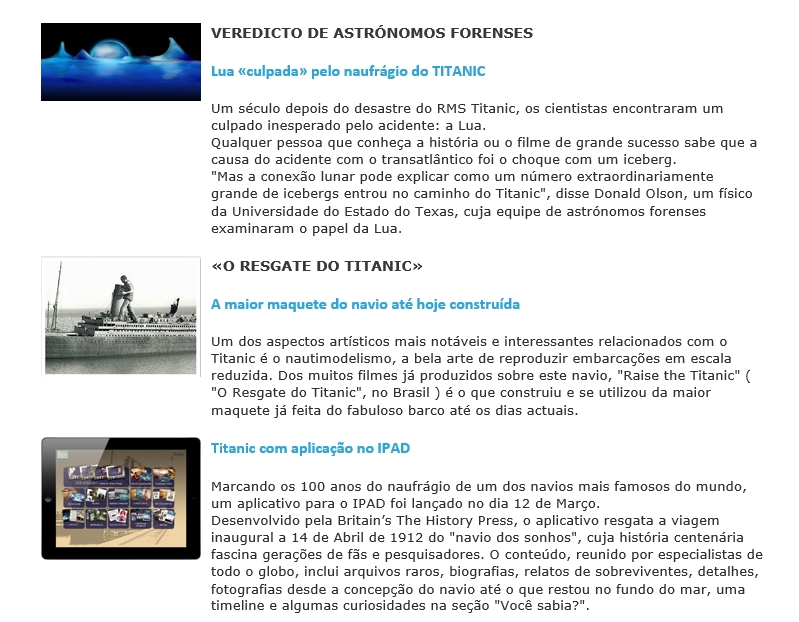 VEREDICTO DE ASTRÓNOMOS FORENSES
Lua «culpada» pelo naufrágio do TITANIC
Um século depois do desastre do RMS Titanic, os cientistas encontraram um
culpado inesperado pelo acidente: a Lua.
Qualquer pessoa que conheça a história ou o filme de grande sucesso sabe que a
causa do acidente com o transatlântico foi o choque com um iceberg.
"Mas a conexão lunar pode explicar como um número extraordinariamente
grande de icebergs entrou no caminho do Titanic", disse Donald Olson, um físico
da Universidade do Estado do Texas, cuja equipe de astrónomos forenses
examinaram o papel da Lua.
«O RESGATE DO TITANIC»
A maior maquete do navio até hoje construída
Um dos aspectos artísticos mais notáveis e interessantes relacionados com o
Titanic é o nautimodelismo, a bela arte de reproduzir embarcações em escala
reduzida. Dos muitos filmes já produzidos sobre este navio, "Raise the Titanic" (
"O Resgate do Titanic", no Brasil ) é o que construiu e se utilizou da maior
maquete já feita do fabuloso barco até os dias actuais.
Titanic com aplicação no IPAD
Marcando os 100 anos do naufrágio de um dos navios mais famosos do mundo,
um aplicativo para o IPAD foi lançado no dia 12 de Março.
Desenvolvido pela Britain's The History Press, o aplicativo resgata a viagem
inaugural a 14 de Abril de 1912 do "navio dos sonhos", cuja história centenária
fascina gerações de fãs e pesquisadores. O conteúdo, reunido por especialistas de
todo o globo, inclui arquivos raros, biografias, relatos de sobreviventes, detalhes,
fotografias desde a concepção do navio até o que restou no fundo do mar, uma
timeline e algumas curiosidades na seção "Você sabia?".